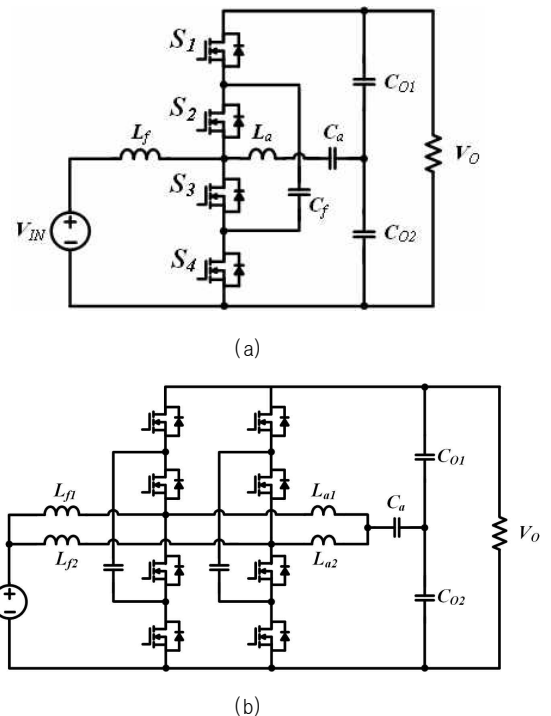 S1
S2
Lf
La
Ca
CO1
VO
VIN
S3
Cf
CO2
S4
(a)
Lf1
La1
CO1
Ca
VO
Lf2
La2
CO2
(b)